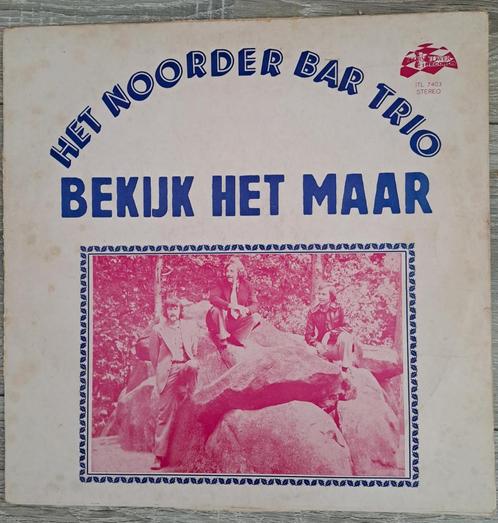 HET NOORDER BAR TRIO
ITL 7403
STEREO
BEKIJK HET MAAR